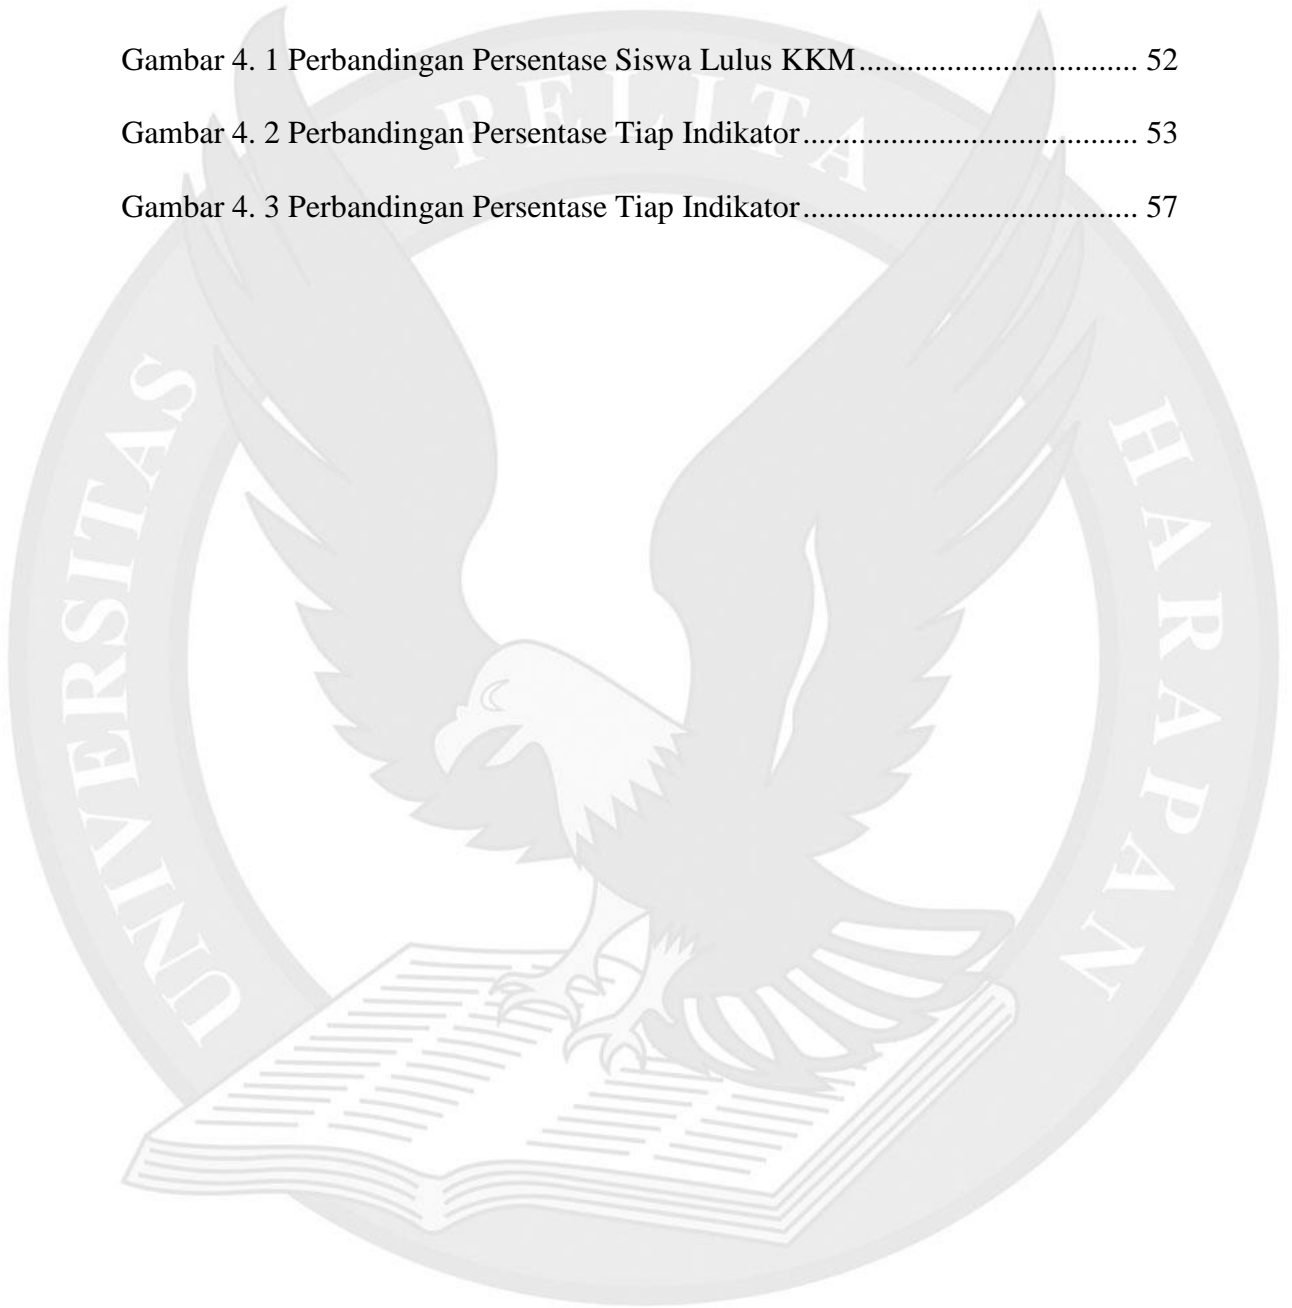 Gambar 4. 1 Perbandingan Persentase Siswa Lulus KKM................................... 52
Gambar 4. 2 Perbandingan Persentase Tiap Indikator.......................................... 53
Gambar 4. 3 Perbandingan Persentase Tiap Indikator.......................................... 57
UNIVERSITAS PELITA HARAPAN